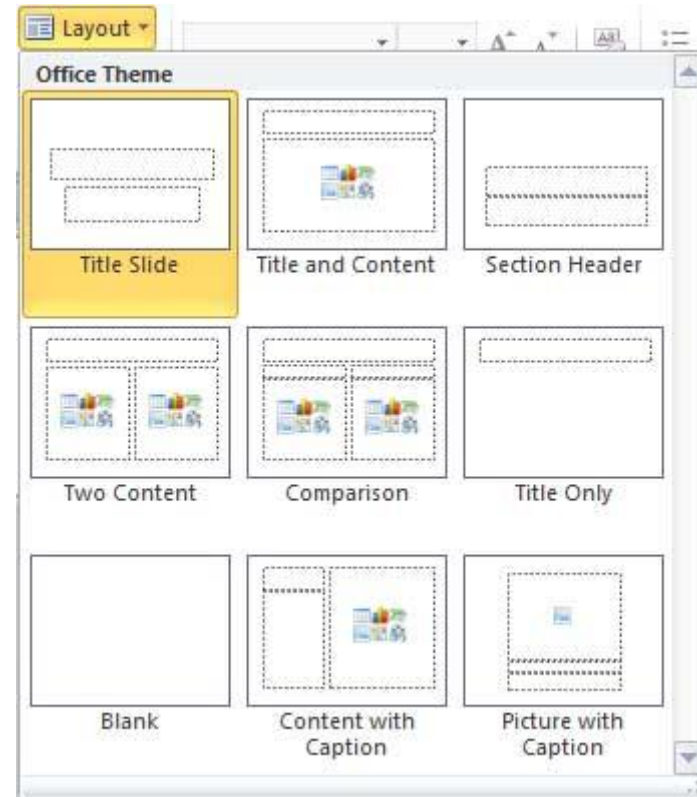 Layout
Office Theme
Title Slide
Title and Content
Section Header
Two Content
Comparison
Title Only
Blank
Content with
Caption
Picture with
Caption